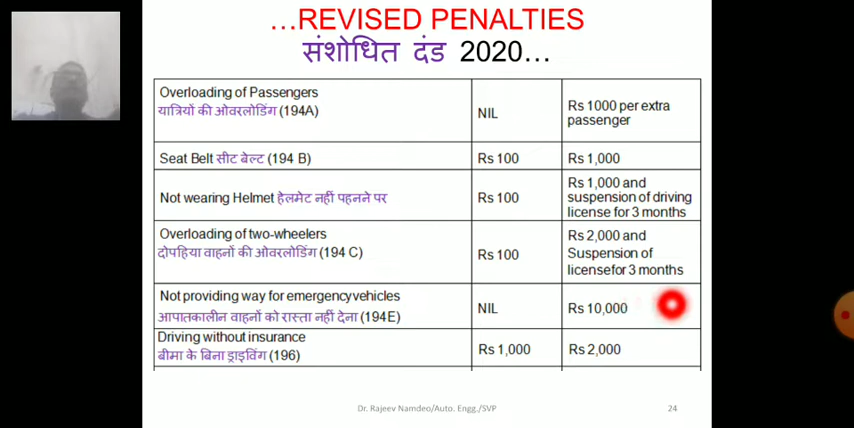 ...REVISED PENALTIES
संशोधित दंड 2020...
Overloading of Passengers
यात्रियों की ओवरलोडिंग (194A)
NIL
Rs 1000 per extra
passenger
Seat Belt सीट बेल्ट (194 B)
Rs 100
Rs 1,000
Not wearing Helmet हेलमेट नहीं पहनने पर
Rs 100
Rs 1,000 and
suspension of driving
license for 3 months
Overloading of two-wheelers
दोपहिया वाहनों की ओवरलोडिंग (194 C)
Rs 100
Rs 2,000 and
Suspension of
licensefor 3 months
Not providing way for emergencyvehicles
आपातकालीन वाहनों को रास्ता नहीं देना (194E)
NIL
Rs 10,000
Driving without insurance
बीमा के बिना ड्राइविंग (196)
Rs 1,000
Rs 2,000
Dr. Rajeev Namdeo/Auto. Engg./SVP
24